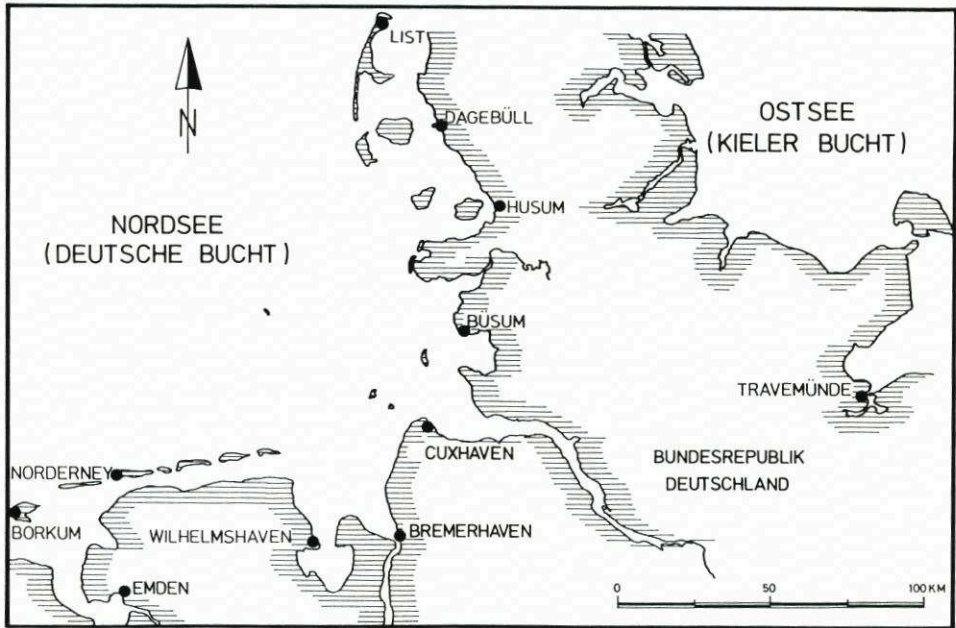 LIST
N
DAGEBÜLL
OSTSEE
(KIELER BUCHT)
HUSUM
NORDSEE
(DEUTSCHE BUCHT)
BÜSUM
TRAVEMÜNDE
CUXHAVEN
BUNDESREPUBLIK
DEUTSCHLAND
NORDERNEY
BORKUM
WILHELMSHAVEN
BREMERHAVEN
EMDEN
0 50 100 KM